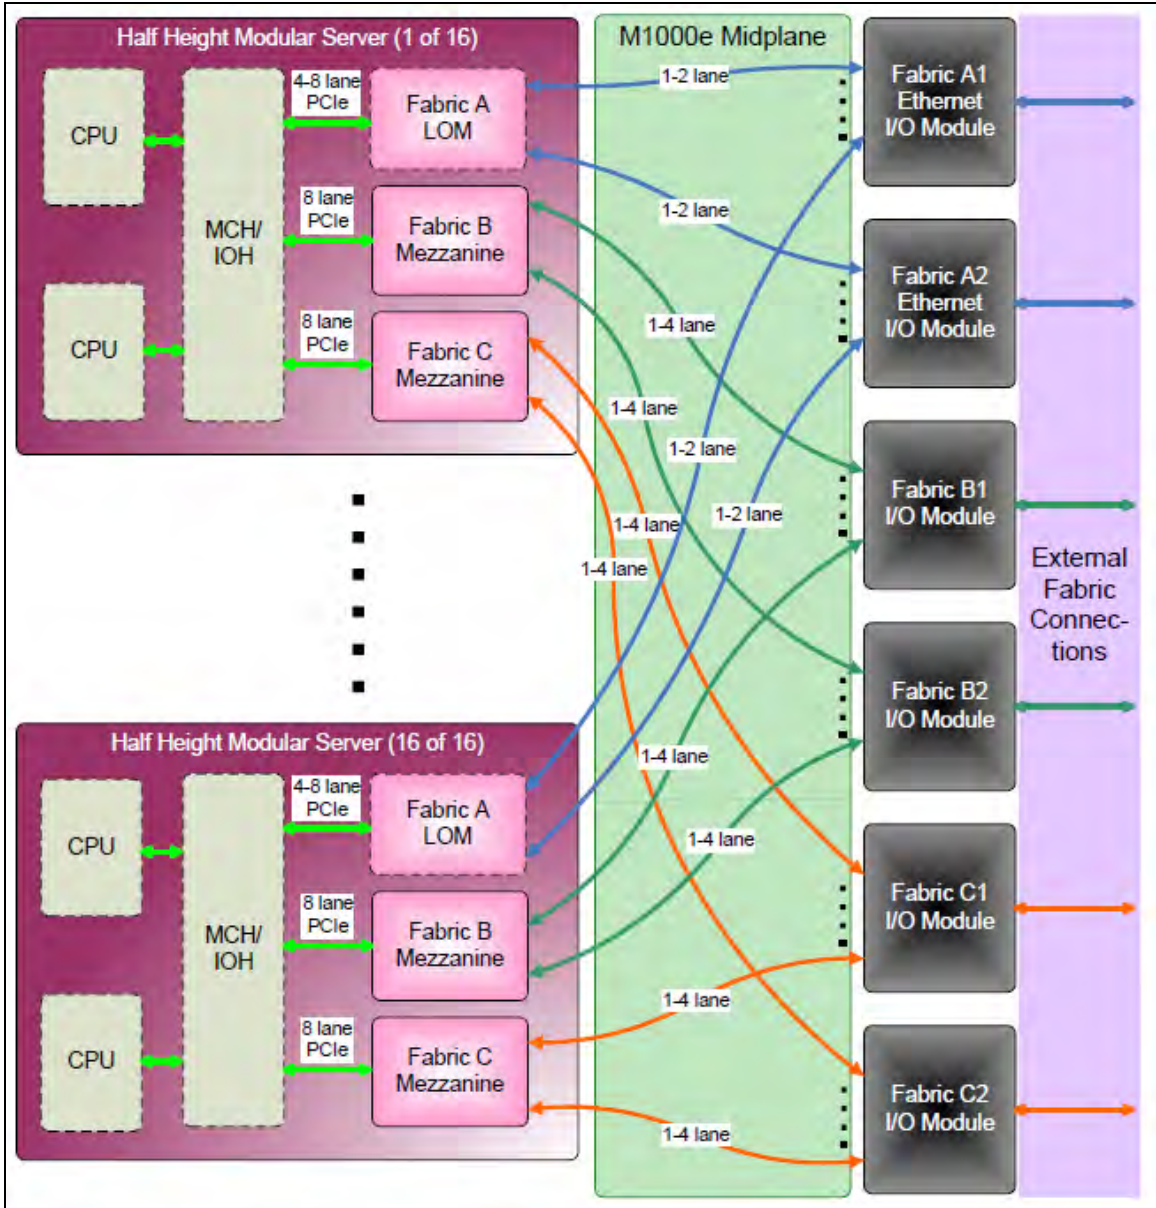 Half Height Modular Server (1 of 16)
CPU
CPU
MCH/
IOH
4-8 lane
PCIe
8 lane
PCIe
8 lane
PCIe
Fabric A
LOM
Fabric B
Mezzanine
Fabric C
Mezzanine
Half Height Modular Server (16 of 16)
CPU
CPU
MCH/
IOH
4-8 lane
PCIe
8 lane
PCIe
8 lane
PCIe
Fabric A
LOM
Fabric B
Mezzanine
Fabric C
Mezzanine
M1000e Midplane
1-2 lane
1-2 lane
1-4 lane
1-4 lane
1-2 lane
1-2 lane
1-4 lane
1-4 lane
1-4 lane
1-4 lane
1-4 lane
1-4 lane
Fabric A1
Ethernet
I/O Module
Fabric A2
Ethernet
I/O Module
Fabric B1
I/O Module
Fabric B2
I/O Module
Fabric C1
I/O Module
Fabric C2
I/O Module
External
Fabric
Connec-
tions